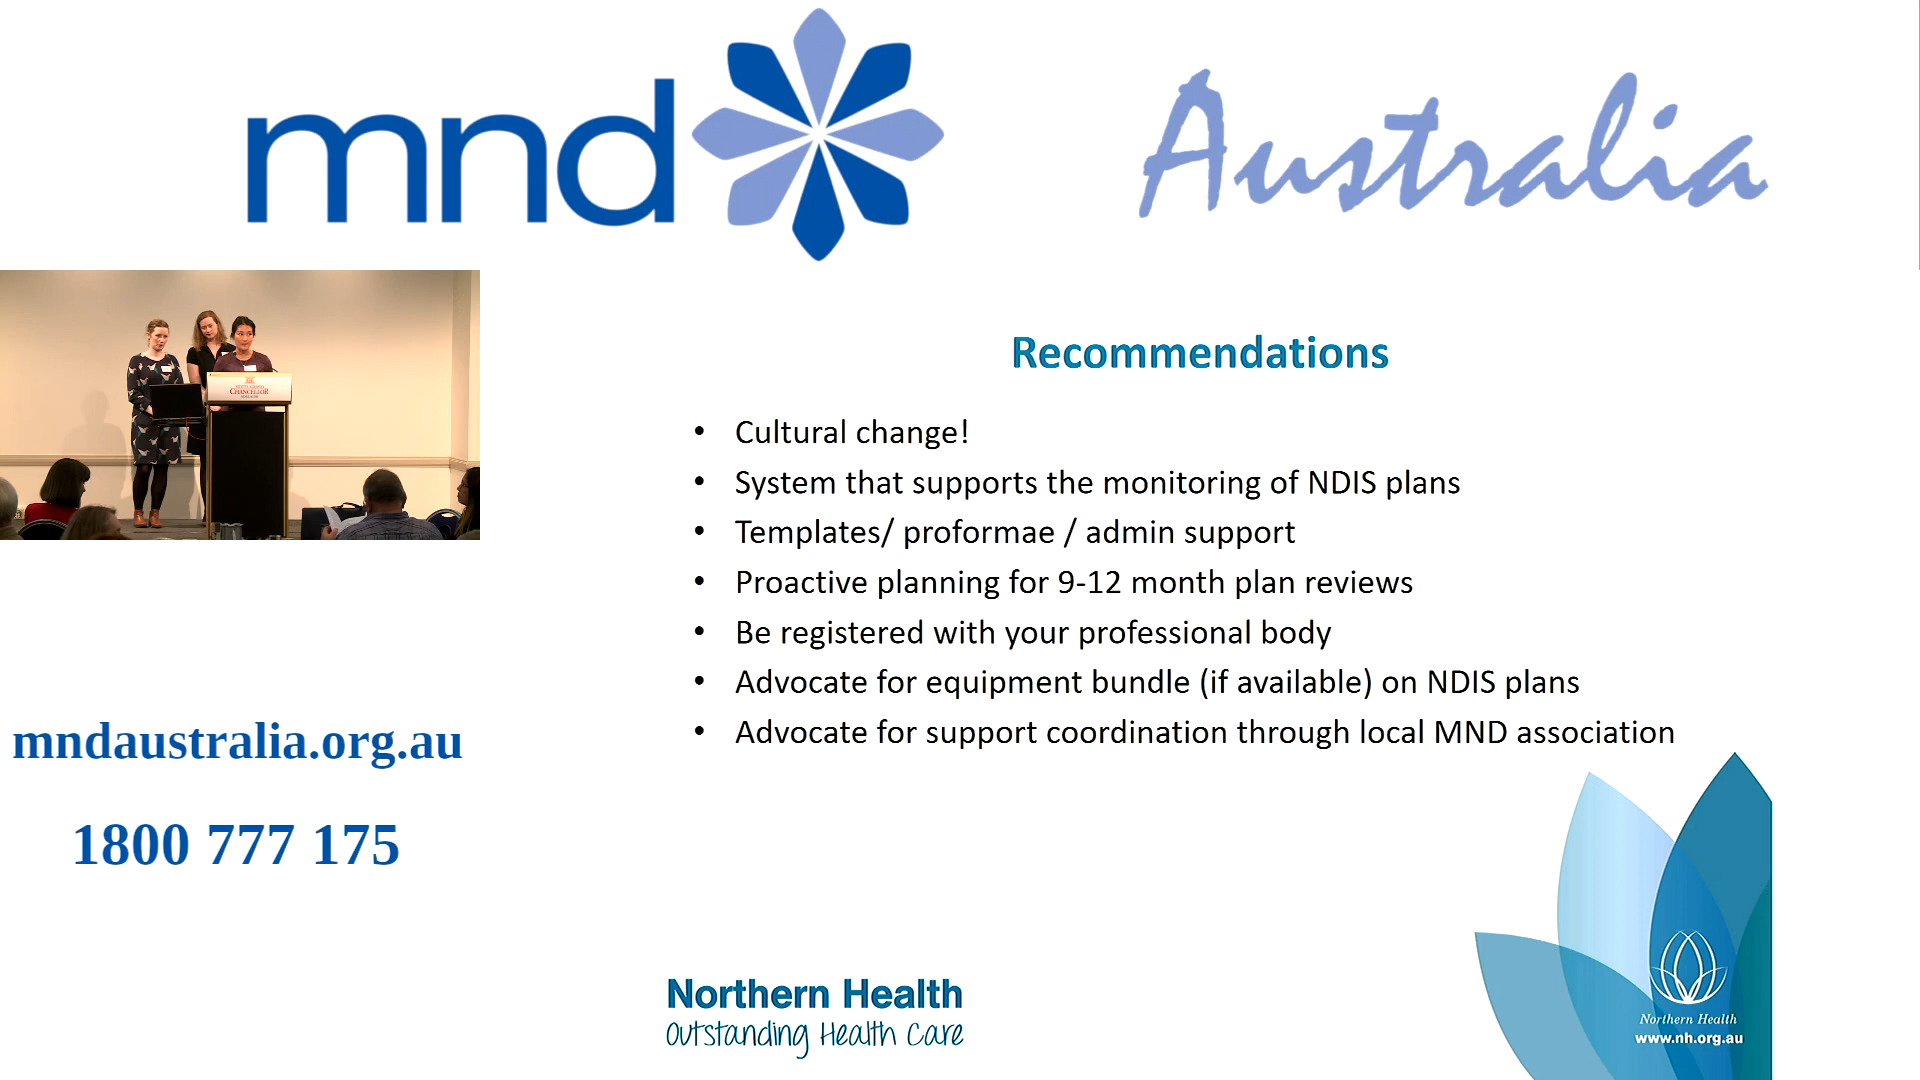 mnd
Australia
CHANCELLOR
Recommendations
• Cultural change!
• System that supports the monitoring of NDIS plans
• Templates/ proformae / admin support
• Proactive planning for 9-12 month plan reviews
• Be registered with your professional body
• Advocate for equipment bundle (if available) on NDIS plans
• Advocate for support coordination through local MND association
mndaustralia.org.au
1800 777 175
Northern Health
Outstanding Health Care
Northern Health
www.nh.org.au